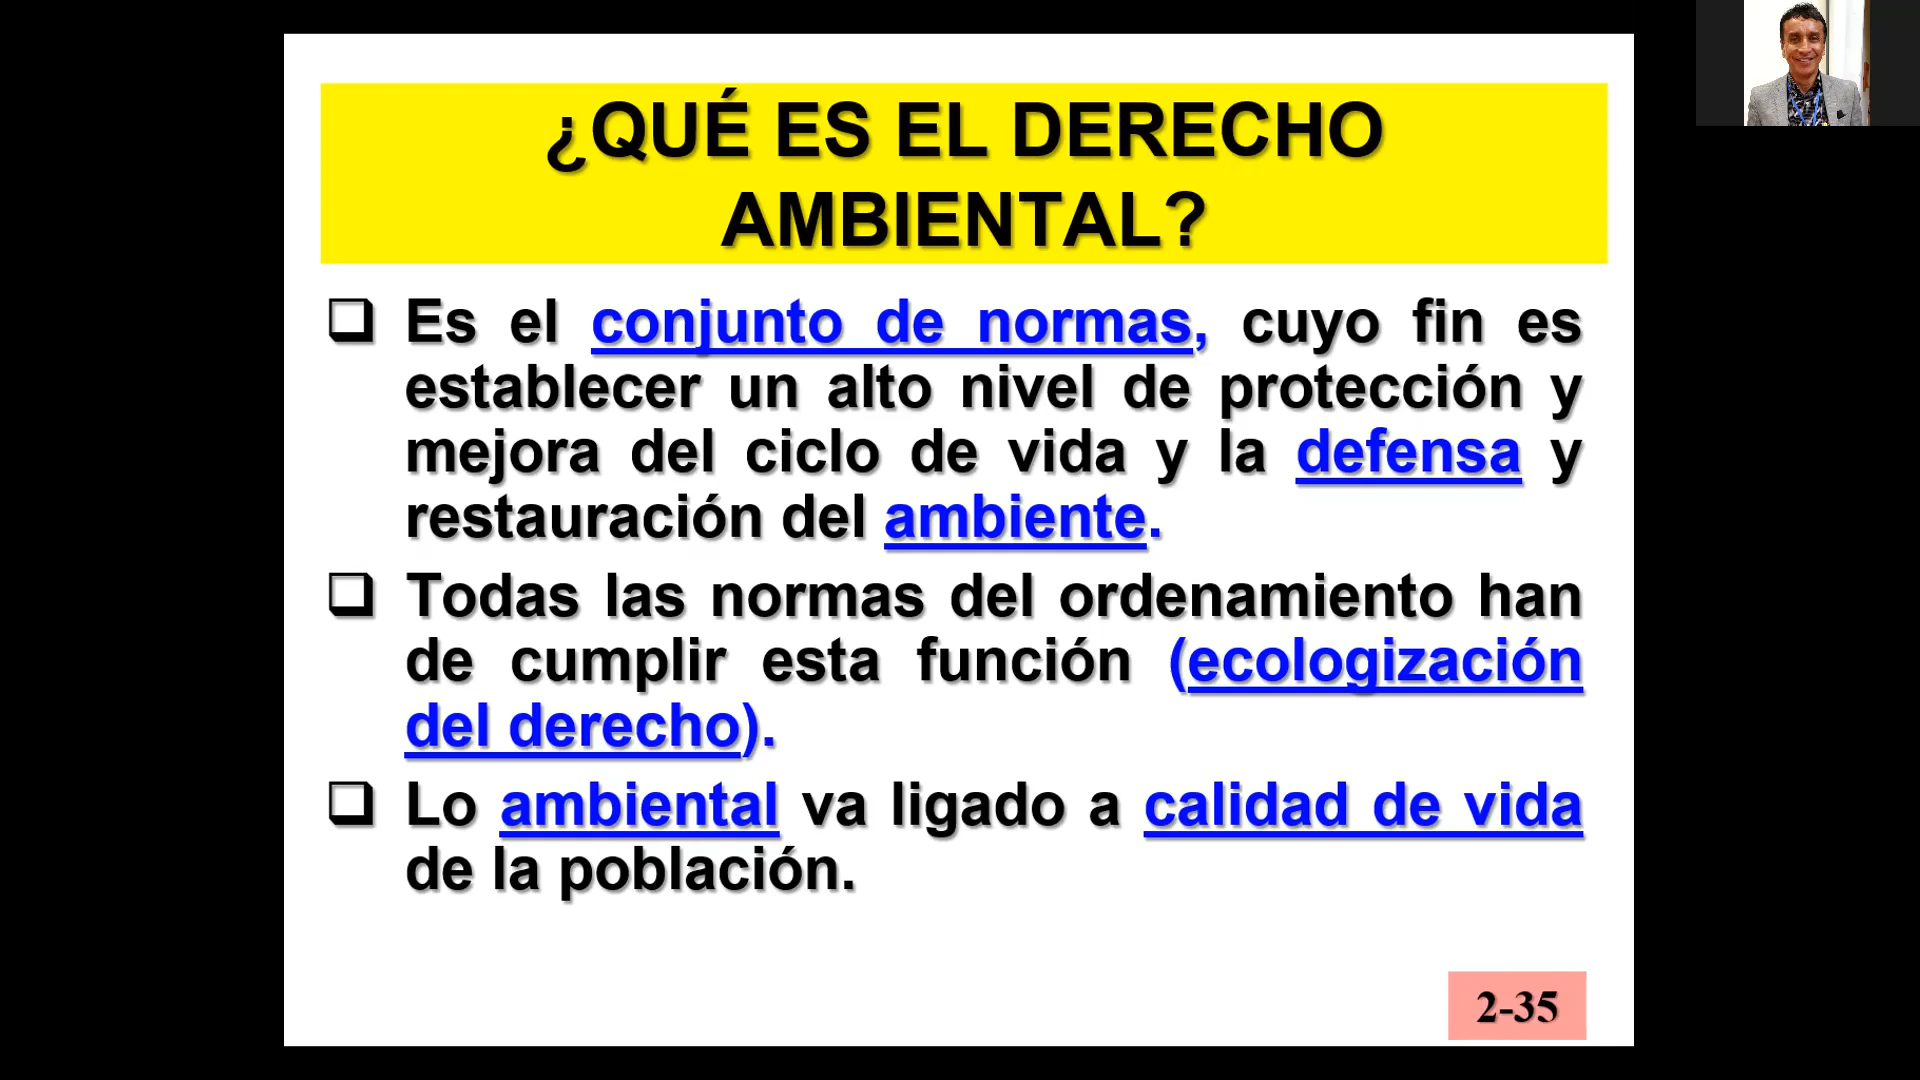 ¿QUÉ ES EL DERECHO
AMBIENTAL?
Es el conjunto de normas, cuyo fin es
establecer un alto nivel de protección y
mejora del ciclo de vida y la defensa y
restauración del ambiente.
Todas las normas del ordenamiento han
de cumplir esta función (ecologización
del derecho).
Lo ambiental va ligado a calidad de vida
de la población.
2-35